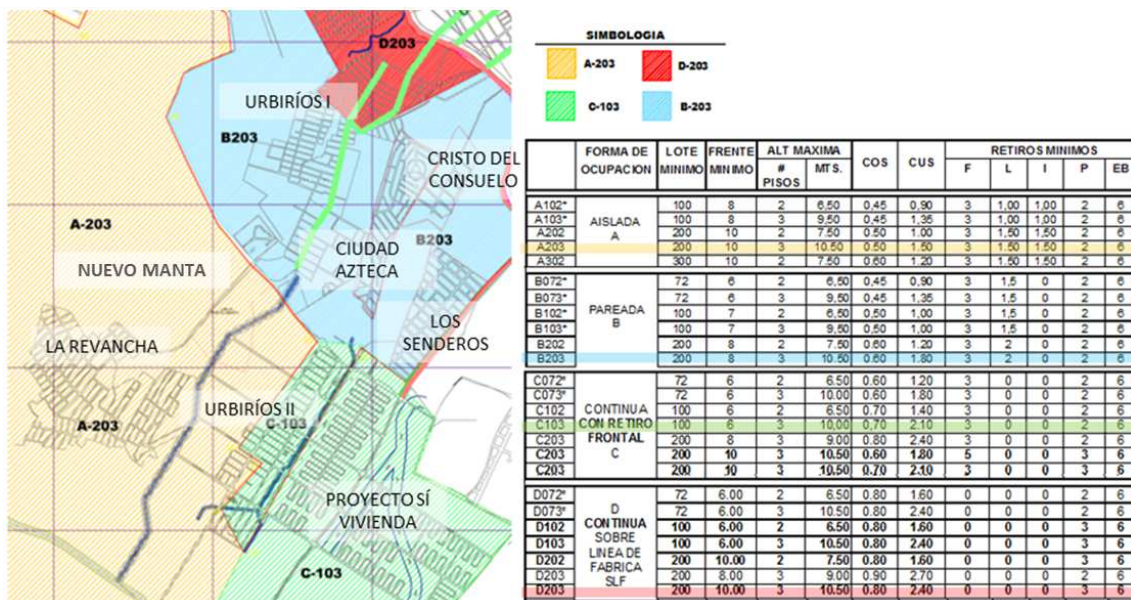 D203
URBIRÍOS I
B203
CRISTO DEL
CONSUELO
A-203
B203
CIUDAD
AZTECA
NUEVO MANTA
LOS
SENDEROS
LA REVANCHA
URBIRÍOS II
C-103
A-203
PROYECTO SÍ
VIVIENDA
C-103
SIMBOLOGIA
A-203 D-203
C-103 B-203
FORMA DE OCUPACION LOTE MINIMO FRENTE MINIMO ALT MAXIMA # PISOS MTS. COS CUS RETIROS MINIMOS F L I P EB
AISLADA
A
A102* 100 8 2 6,50 0,45 0,90 3 1,00 1,00 2 6
A103* 100 8 3 9,50 0,45 1,35 3 1,00 1,00 2 6
A202 200 10 2 7.50 0.50 1.00 3 1,50 1.50 2 6
A203 200 10 3 10.50 0.50 1.50 3 1.50 1.50 2 6
A302 300 10 2 7.50 0.60 1.20 3 1.50 1.50 2 6
PAREADA
B
B072* 72 6 2 6,50 0,45 0,90 3 1,5 0 2 6
B073* 72 6 3 9,50 0,45 1,35 3 1,5 0 2 6
B102* 100 7 2 6,50 0,50 1,00 3 1,5 0 2 6
B103* 100 7 3 9,50 0,50 1,00 3 1,5 0 2 6
B202 200 8 2 7.50 0.60 1.20 3 2 0 2 6
B203 200 8 3 10.50 0.60 1.80 3 2 0 2 6
CONTINUA
CON RETIRO
FRONTAL
C
C072* 72 6 2 6.50 0.60 1.20 3 0 0 2 6
C073* 72 6 3 10.00 0.60 1.80 3 0 0 2 6
C102 100 6 2 6.50 0.70 1.40 3 0 0 2 6
C103 100 6 3 10,00 0,70 2.10 3 0 0 2 6
C203 200 8 3 9.00 0.80 2.40 3 0 0 2 6
C203 200 10 3 10.50 0.60 1.80 5 0 0 3 6
C203 200 10 3 10.50 0.70 2.10 3 0 0 3 6
D
CONTINUA
SOBRE
LINEA DE
FABRICA
SLF
D072* 72 6.00 2 6.50 0.80 1.60 0 0 0 2 6
D073* 72 6.00 3 10.50 0.80 2.40 0 0 0 2 6
D102 100 6.00 2 6.50 0.80 1.60 0 0 0 3 6
D103 100 6.00 3 10.50 0.80 2.40 0 0 0 3 6
D202 200 10.00 2 7.50 0.80 1.60 0 0 0 3 6
D203 200 8.00 3 9.00 0.90 2.70 0 0 0 2 6
D203 200 10.00 3 10.50 0.80 2.40 0 0 0 3 6